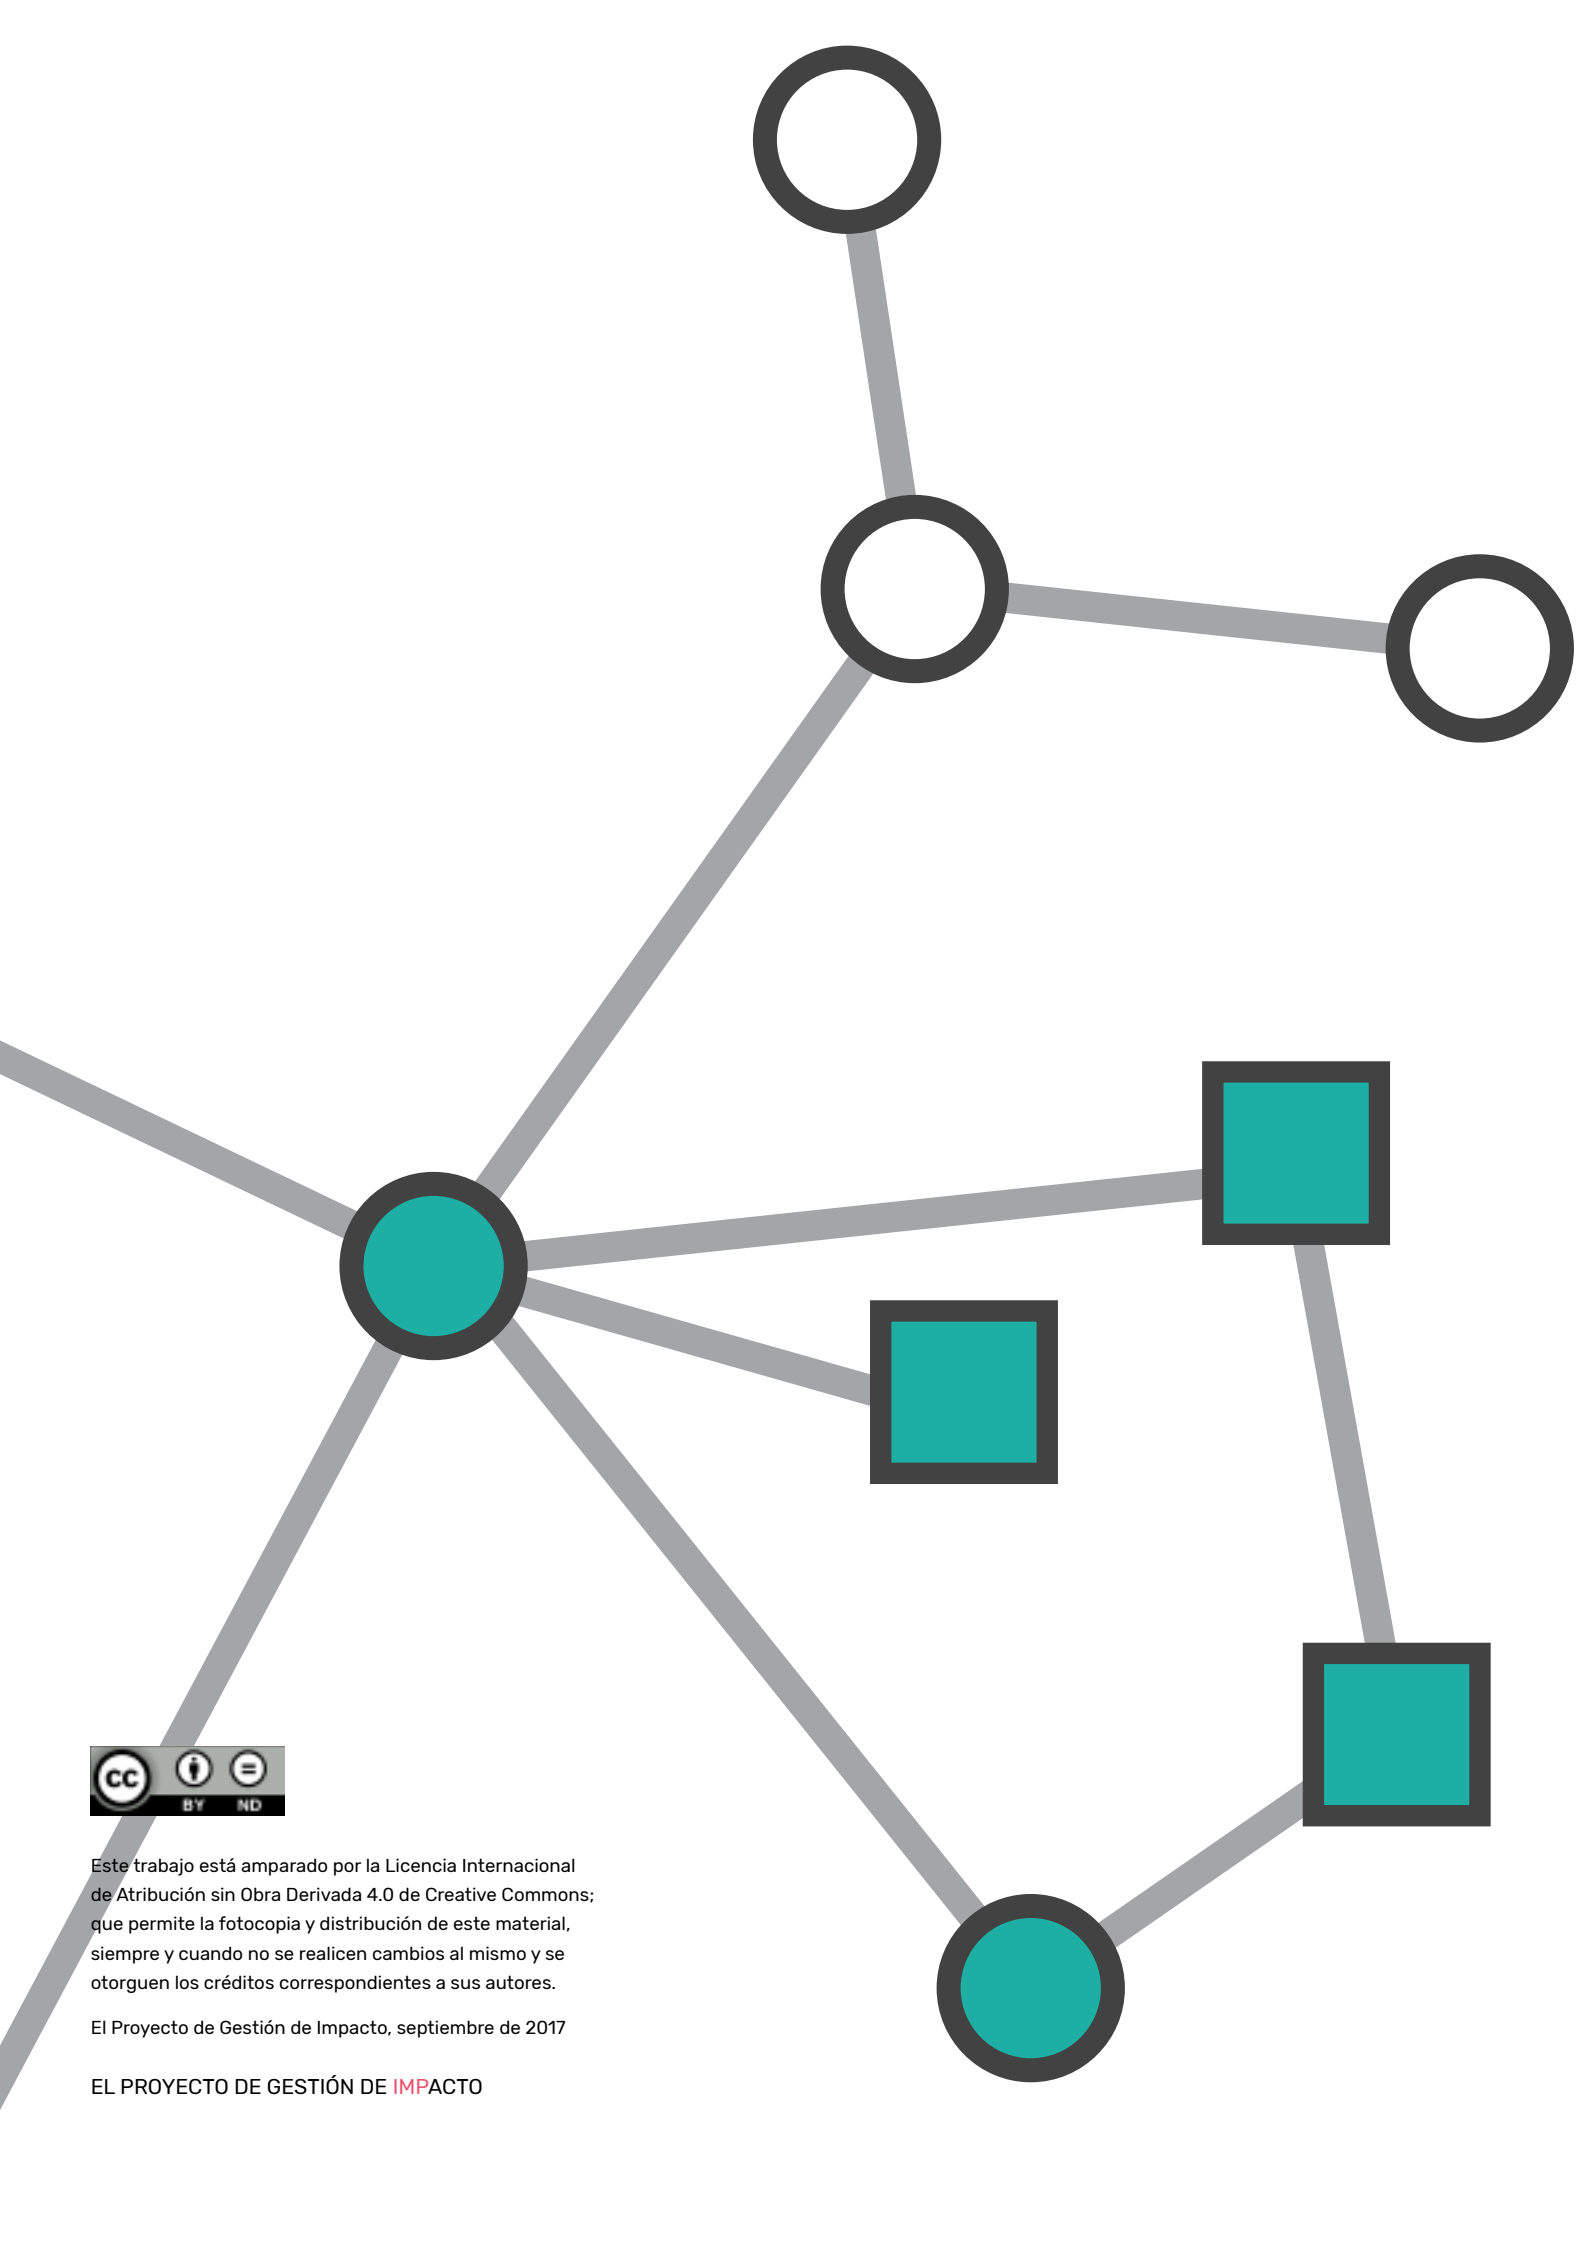 CC
BY ND
Este trabajo está amparado por la Licencia Internacional
de Atribución sin Obra Derivada 4.0 de Creative Commons;
que permite la fotocopia y distribución de este material,
siempre y cuando no se realicen cambios al mismo y se
otorguen los créditos correspondientes a sus autores.
El Proyecto de Gestión de Impacto, septiembre de 2017
EL PROYECTO DE GESTIÓN DE IMPACTO